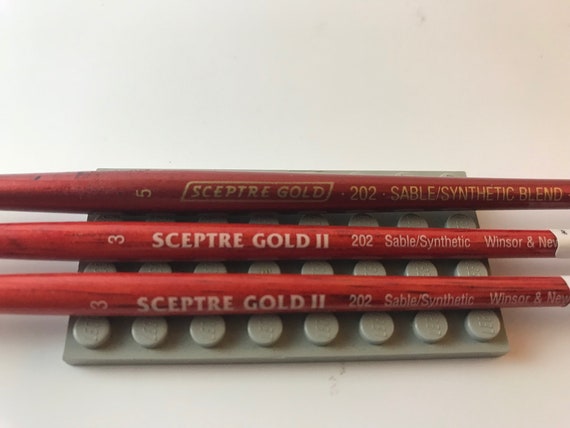 5 SCEPTRE GOLD · 202 · SABLE/SYNTHETIC BLEND
3 SCEPTRE GOLD II 202 Sable/Synthetic Winsor & New
3 SCEPTRE GOLD II 202 Sable/Synthetic Winsor & New